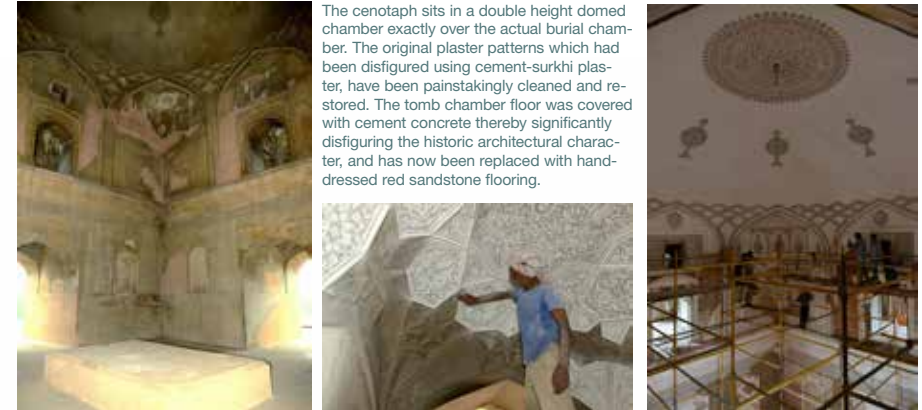 The cenotaph sits in a double height domed
chamber exactly over the actual burial cham-
ber. The original plaster patterns which had
been disfigured using cement-surkhi plas-
ter, have been painstakingly cleaned and re-
stored. The tomb chamber floor was covered
with cement concrete thereby significantly
disfiguring the historic architectural charac-
ter, and has now been replaced with hand-
dressed red sandstone flooring.